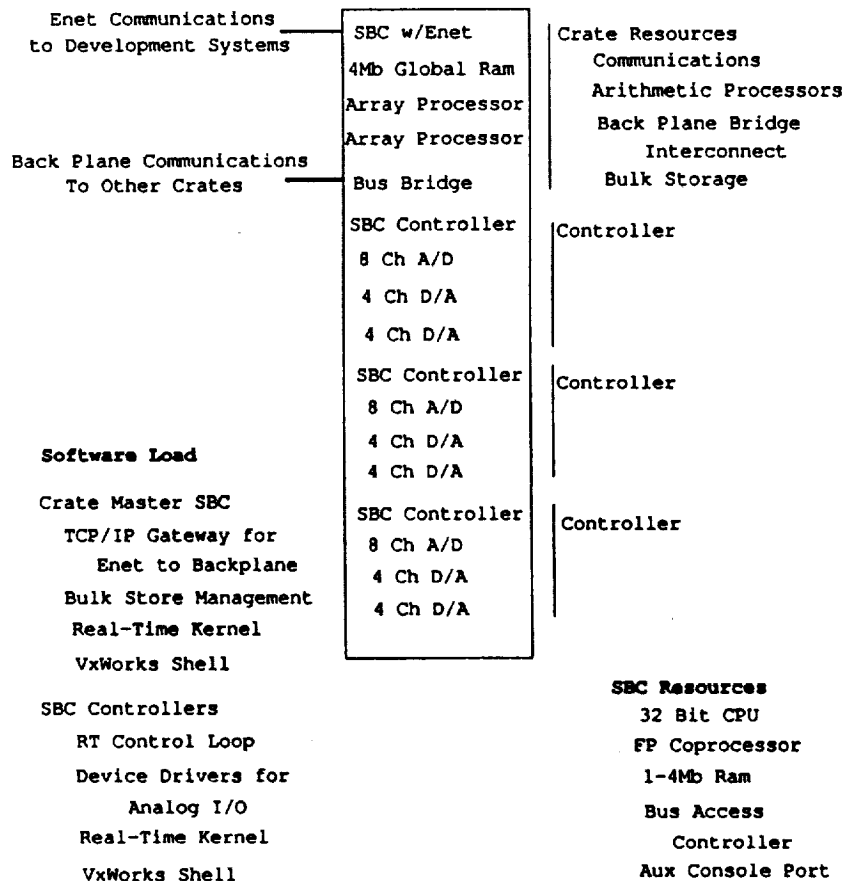 Enet Communications
to Development Systems
Back Plane Communications
To Other Crates
SBC w/Enet
4Mb Global Ram
Array Processor
Array Processor
Bus Bridge
SBC Controller
8 Ch A/D
4 Ch D/A
4 Ch D/A
SBC Controller
8 Ch A/D
4 Ch D/A
4 Ch D/A
SBC Controller
8 Ch A/D
4 Ch D/A
4 Ch D/A
Crate Resources
Communications
Arithmetic Processors
Back Plane Bridge
Interconnect
Bulk Storage
Controller
Controller
Controller
Software Load
Crate Master SBC
TCP/IP Gateway for
Enet to Backplane
Bulk Store Management
Real-Time Kernel
VxWorks Shell
SBC Controllers
RT Control Loop
Device Drivers for
Analog I/O
Real-Time Kernel
VxWorks Shell
SBC Resources
32 Bit CPU
FP Coprocessor
1-4Mb Ram
Bus Access
Controller
Aux Console Port